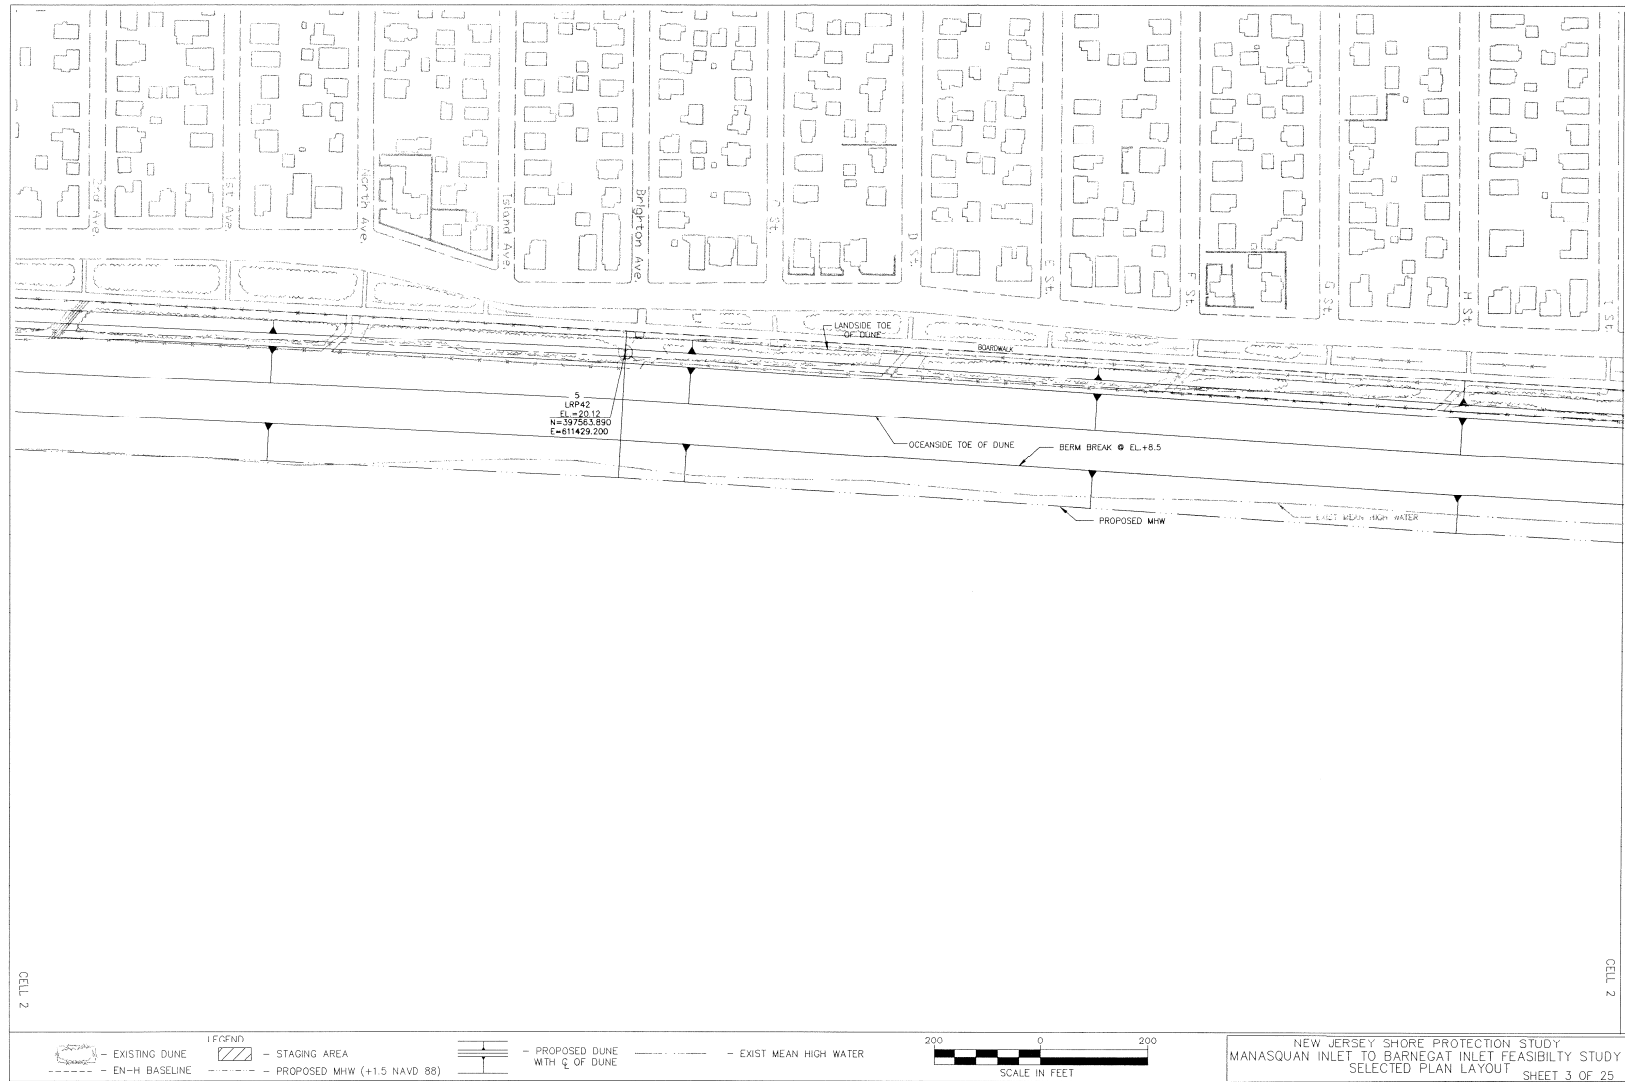 2nd Ave.
1st Ave.
North Ave.
Island Ave.
Brighton Ave.
St.
D St.
E St.
F St.
G St.
H St.
I St.
LANDSIDE TOE
OF DUNE
BOARDWALK
5
LRP42
EL.=20.12
N=397563.890
E=611429.200
OCEANSIDE TOE OF DUNE
BERM BREAK @ EL.+8.5
PROPOSED MHW
EXIST MEAN HIGH WATER
CELL 2
CELL 2
LEGEND
- EXISTING DUNE
- STAGING AREA
- PROPOSED DUNE
WITH ℄ OF DUNE
- EXIST MEAN HIGH WATER
- EN-H BASELINE
- PROPOSED MHW (+1.5 NAVD 88)
200 0 200
SCALE IN FEET
NEW JERSEY SHORE PROTECTION STUDY
MANASQUAN INLET TO BARNEGAT INLET FEASIBILTY STUDY
SELECTED PLAN LAYOUT
SHEET 3 OF 25